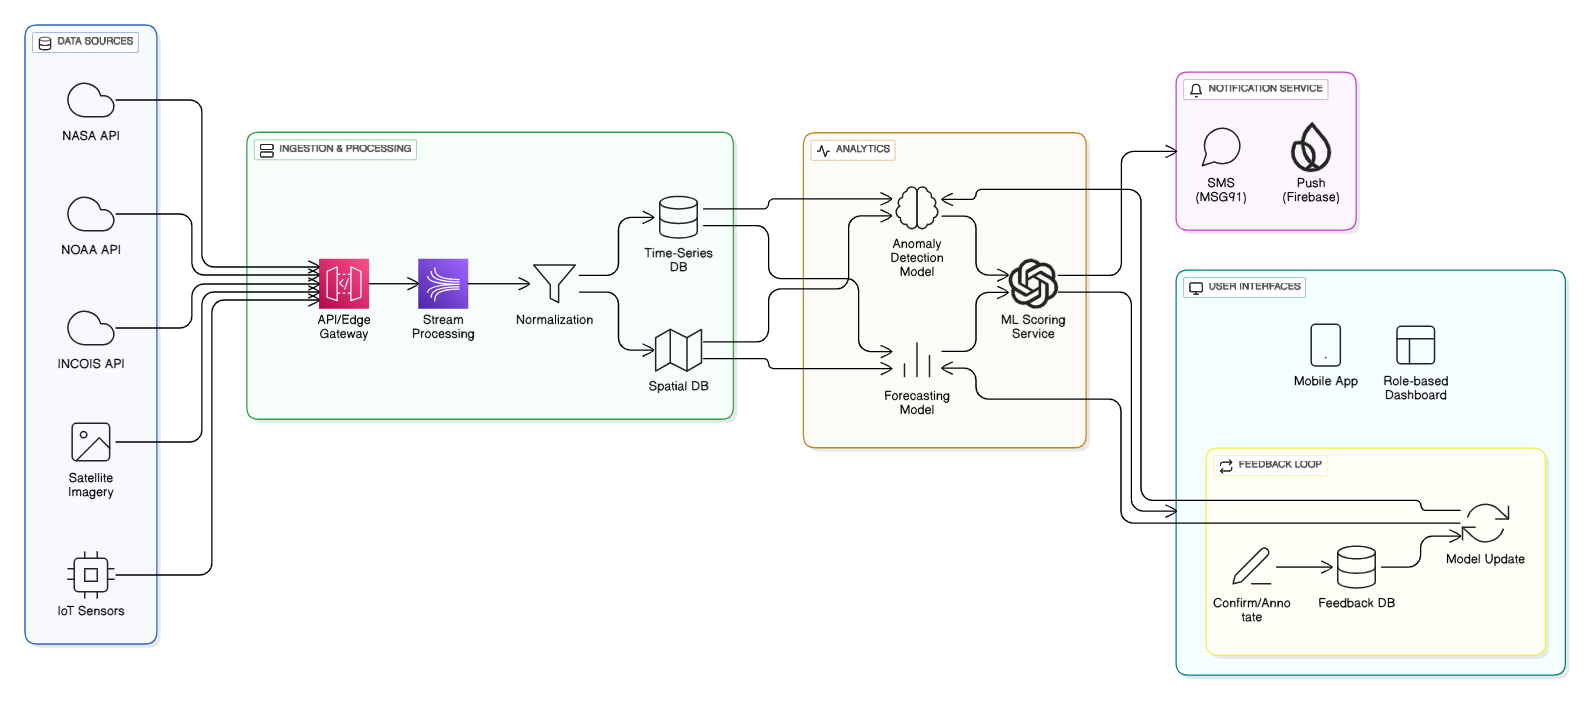 DATA SOURCES
NASA API
NOAA API
INCOIS API
Satellite
Imagery
IoT Sensors
INGESTION & PROCESSING
API/Edge
Gateway
Stream
Processing
Normalization
Time-Series
DB
Spatial DB
ANALYTICS
Anomaly
Detection
Model
Forecasting
Model
ML Scoring
Service
NOTIFICATION SERVICE
SMS
(MSG91)
Push
(Firebase)
USER INTERFACES
Mobile App
Role-based
Dashboard
FEEDBACK LOOP
Confirm/Anno
tate
Feedback DB
Model Update